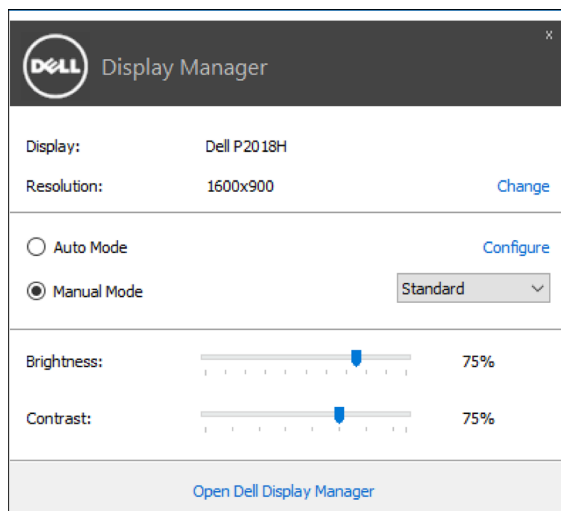 DELL Display Manager x
Display: Dell P2018H
Resolution: 1600x900 Change
Auto Mode Configure
Manual Mode Standard
Brightness: 75%
Contrast: 75%
Open Dell Display Manager